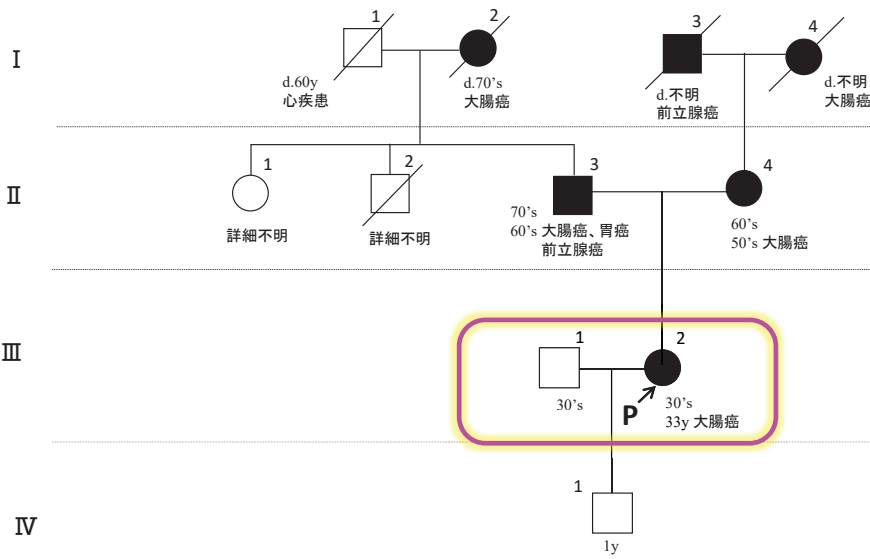 Ⅰ
1
2
3
4
d.60y
心疾患
d.70's
大腸癌
d.不明
前立腺癌
d.不明
大腸癌
Ⅱ
1
2
3
4
詳細不明
詳細不明
70's
60's 大腸癌、胃癌
前立腺癌
60's
50's 大腸癌
Ⅲ
1
2
30's
P
30's
33y 大腸癌
Ⅳ
1
1y